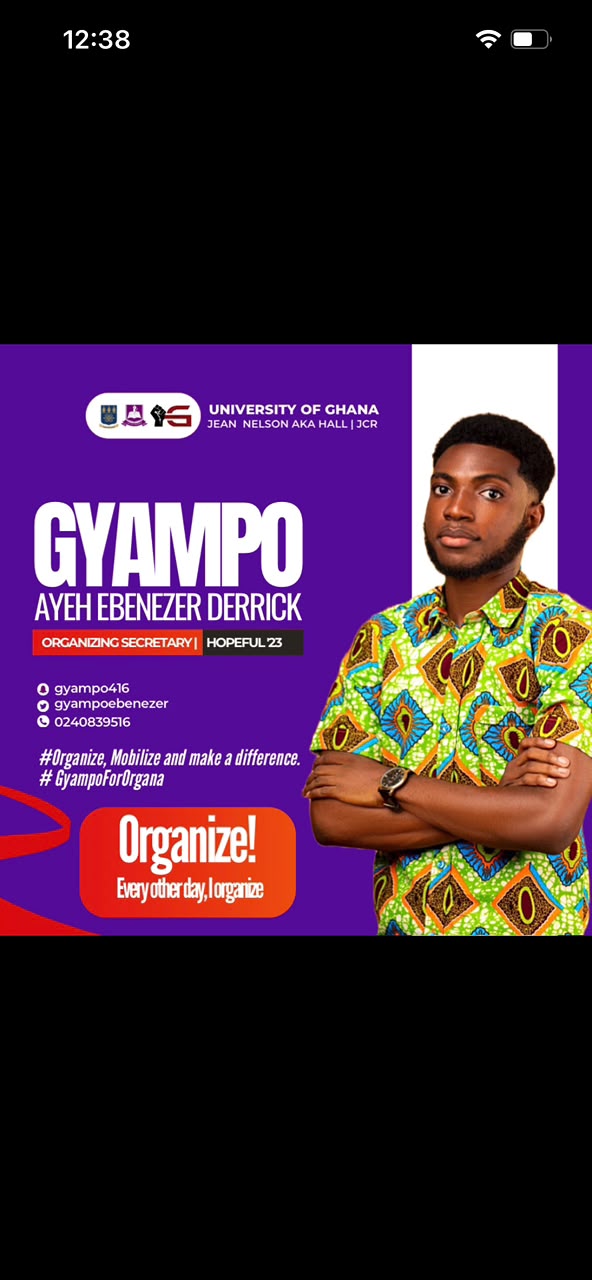 12:38
UNIVERSITY OF GHANA
JEAN NELSON AKA HALL | JCR
GYAMPO
AYEH EBENEZER DERRICK
ORGANIZING SECRETARY | HOPEFUL '23
gyampo416
gyampoebenezer
0240839516
#Organize, Mobilize and make a difference.
# GyampoForOrgana
Organize!
Every other day, I organize